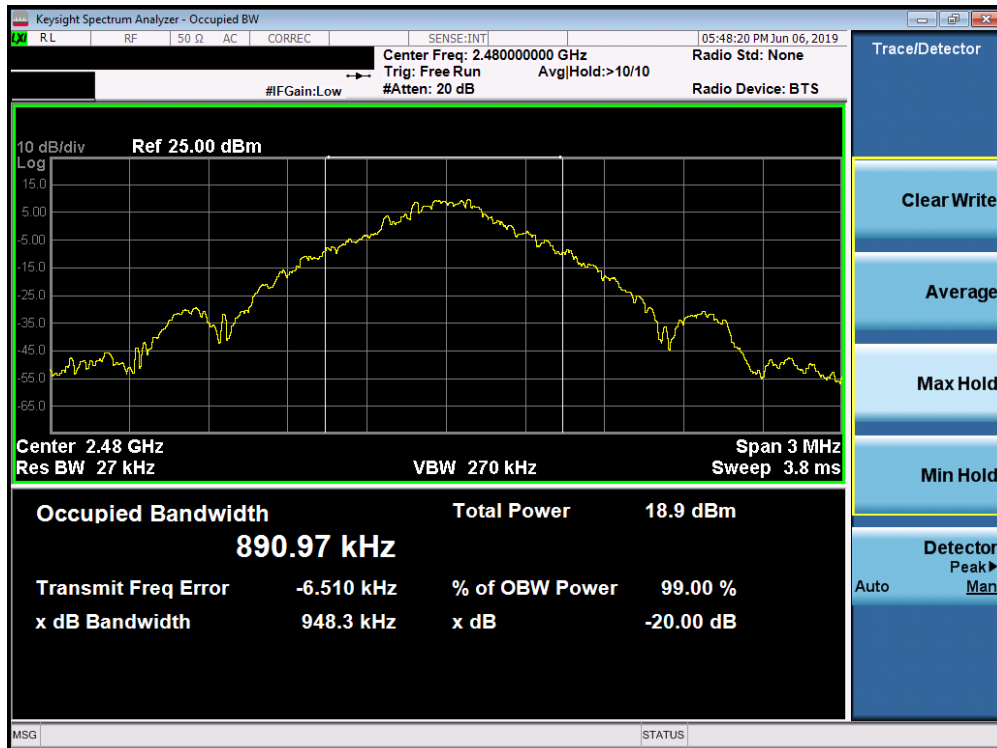 Keysight Spectrum Analyzer - Occupied BW
LXI RL RF 50 Ω AC CORREC SENSE:INT 05:48:20 PM Jun 06, 2019
Center Freq: 2.480000000 GHz Radio Std: None
Trig: Free Run Avg|Hold:>10/10
#IFGain:Low #Atten: 20 dB Radio Device: BTS
Trace/Detector
10 dB/div Ref 25.00 dBm
Log
15.0
5.00
-5.00
-15.0
-25.0
-35.0
-45.0
-55.0
-65.0
Center 2.48 GHz Span 3 MHz
Res BW 27 kHz VBW 270 kHz Sweep 3.8 ms
Occupied Bandwidth Total Power 18.9 dBm
890.97 kHz
Transmit Freq Error -6.510 kHz % of OBW Power 99.00 %
x dB Bandwidth 948.3 kHz x dB -20.00 dB
Clear Write
Average
Max Hold
Min Hold
Detector
Peak
Auto Man
MSG STATUS